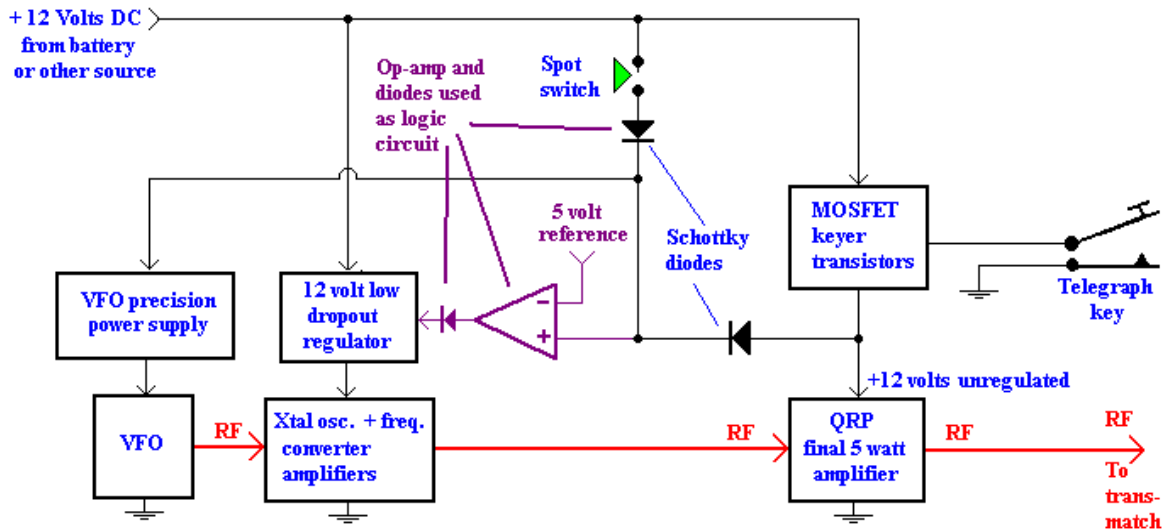 + 12 Volts DC
from battery
or other source
Op-amp and
diodes used
as logic
circuit
Spot
switch
5 volt
reference
Schottky
diodes
MOSFET
keyer
transistors
Telegraph
key
VFO precision
power supply
12 volt low
dropout
regulator
−
+
+12 volts unregulated
VFO
RF
Xtal osc. + freq.
converter
amplifiers
RF
QRP
final 5 watt
amplifier
RF
RF
To
trans-
match